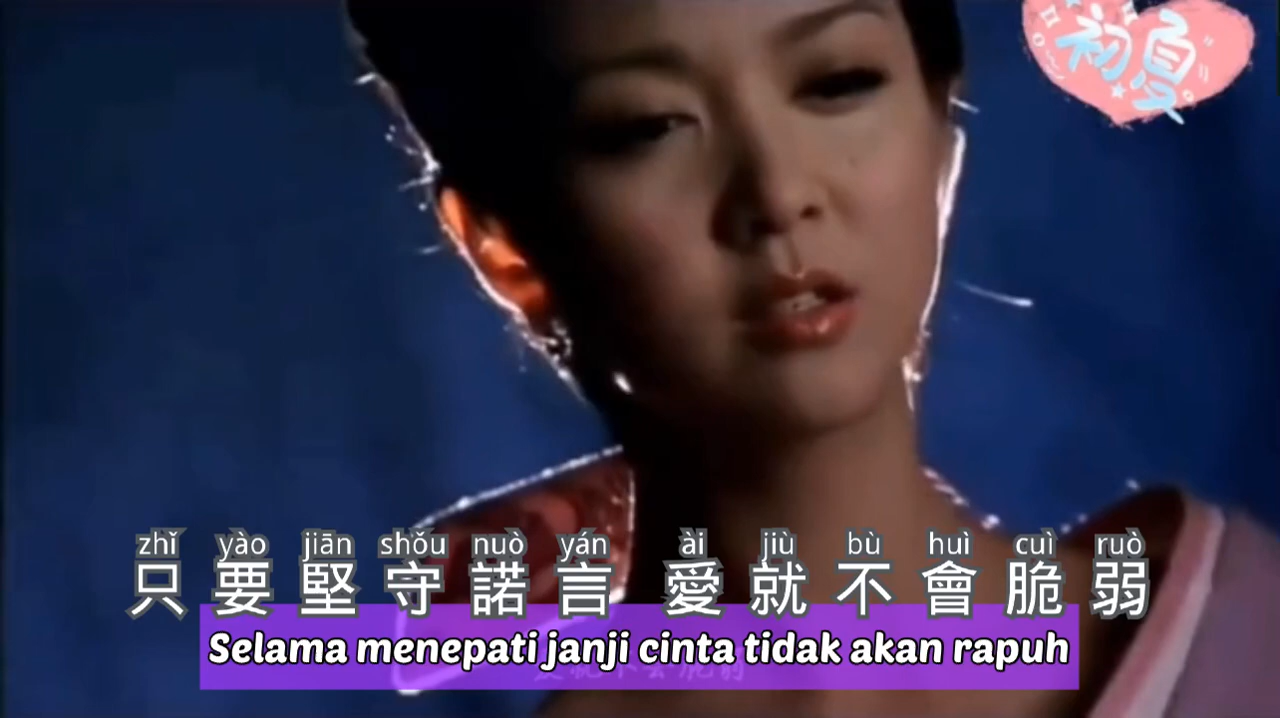 初夏
zhǐ yào jiān shǒu nuò yán ài jiù bù huì cuì ruò
只要堅守諾言 愛就不會脆弱
Selama menepati janji cinta tidak akan rapuh